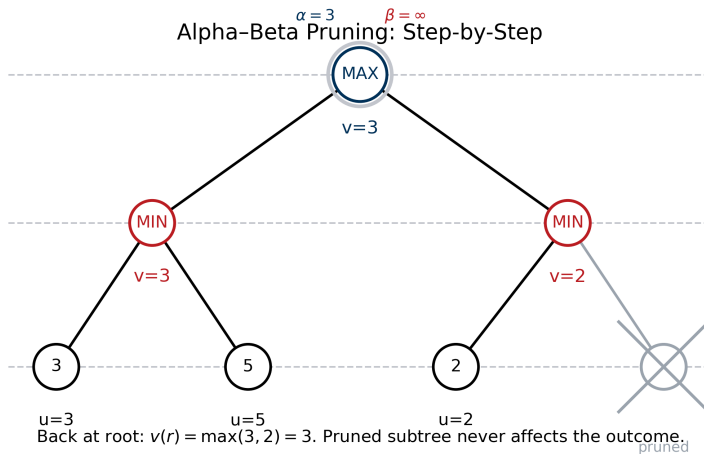 α = 3 β = ∞
Alpha–Beta Pruning: Step-by-Step
MAX
v=3
MIN MIN
v=3 v=2
3 5 2
u=3 u=5 u=2
Back at root: v(r) = max(3, 2) = 3. Pruned subtree never affects the outcome.
pruned